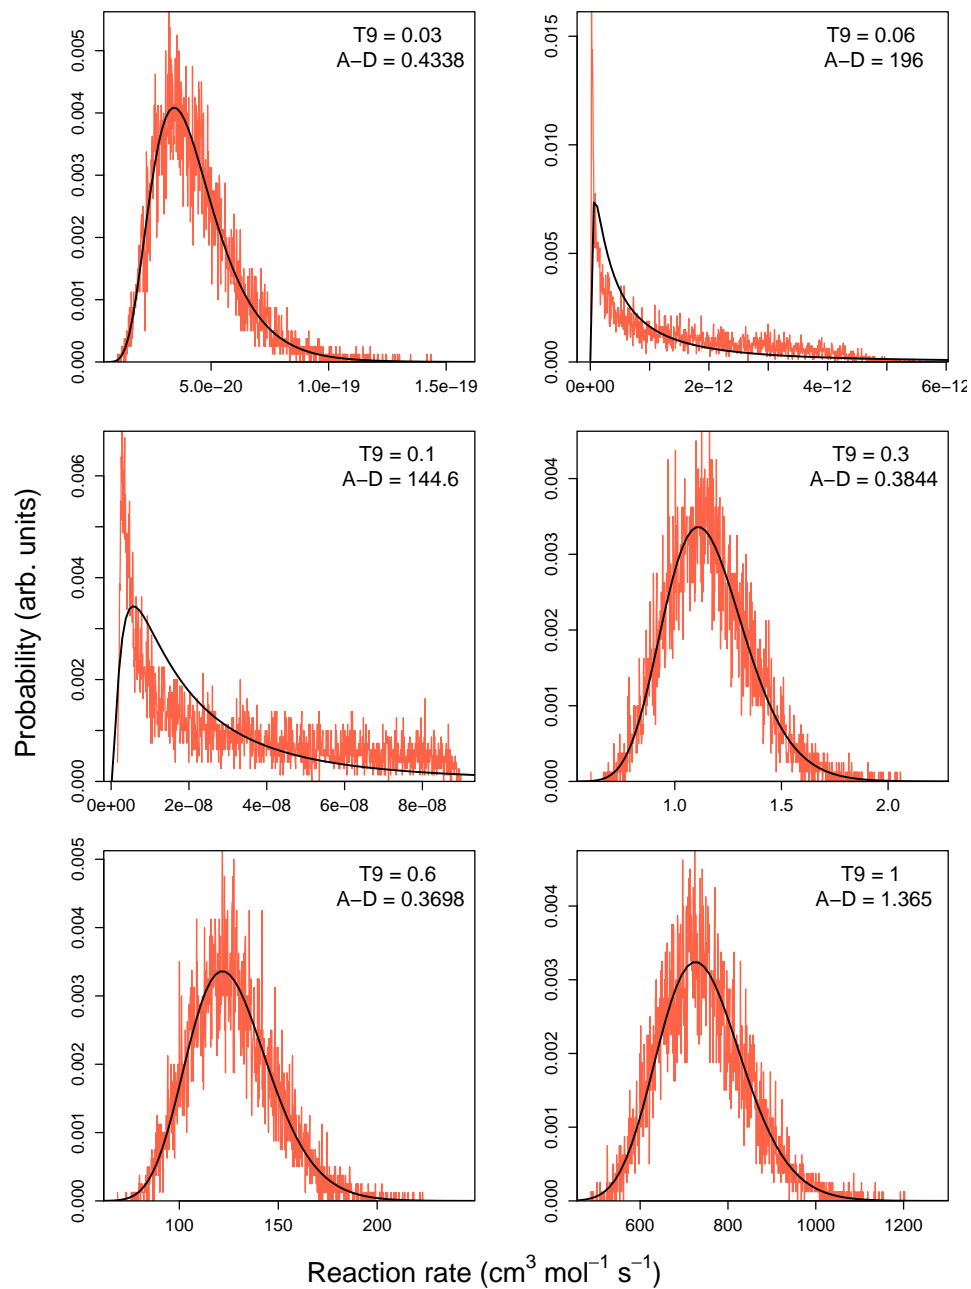 T9 = 0.03
A−D = 0.4338
0.000 0.001 0.002 0.003 0.004 0.005
5.0e−20 1.0e−19 1.5e−19
T9 = 0.06
A−D = 196
0.000 0.005 0.010 0.015
0e+00 2e−12 4e−12 6e−12
T9 = 0.1
A−D = 144.6
0.000 0.002 0.004 0.006
0e+00 2e−08 4e−08 6e−08 8e−08
T9 = 0.3
A−D = 0.3844
0.000 0.001 0.002 0.003 0.004
1.0 1.5 2.0
T9 = 0.6
A−D = 0.3698
0.000 0.001 0.002 0.003 0.004 0.005
100 150 200
T9 = 1
A−D = 1.365
0.000 0.001 0.002 0.003 0.004
600 800 1000 1200
Probability (arb. units)
Reaction rate (cm³ mol⁻¹ s⁻¹)